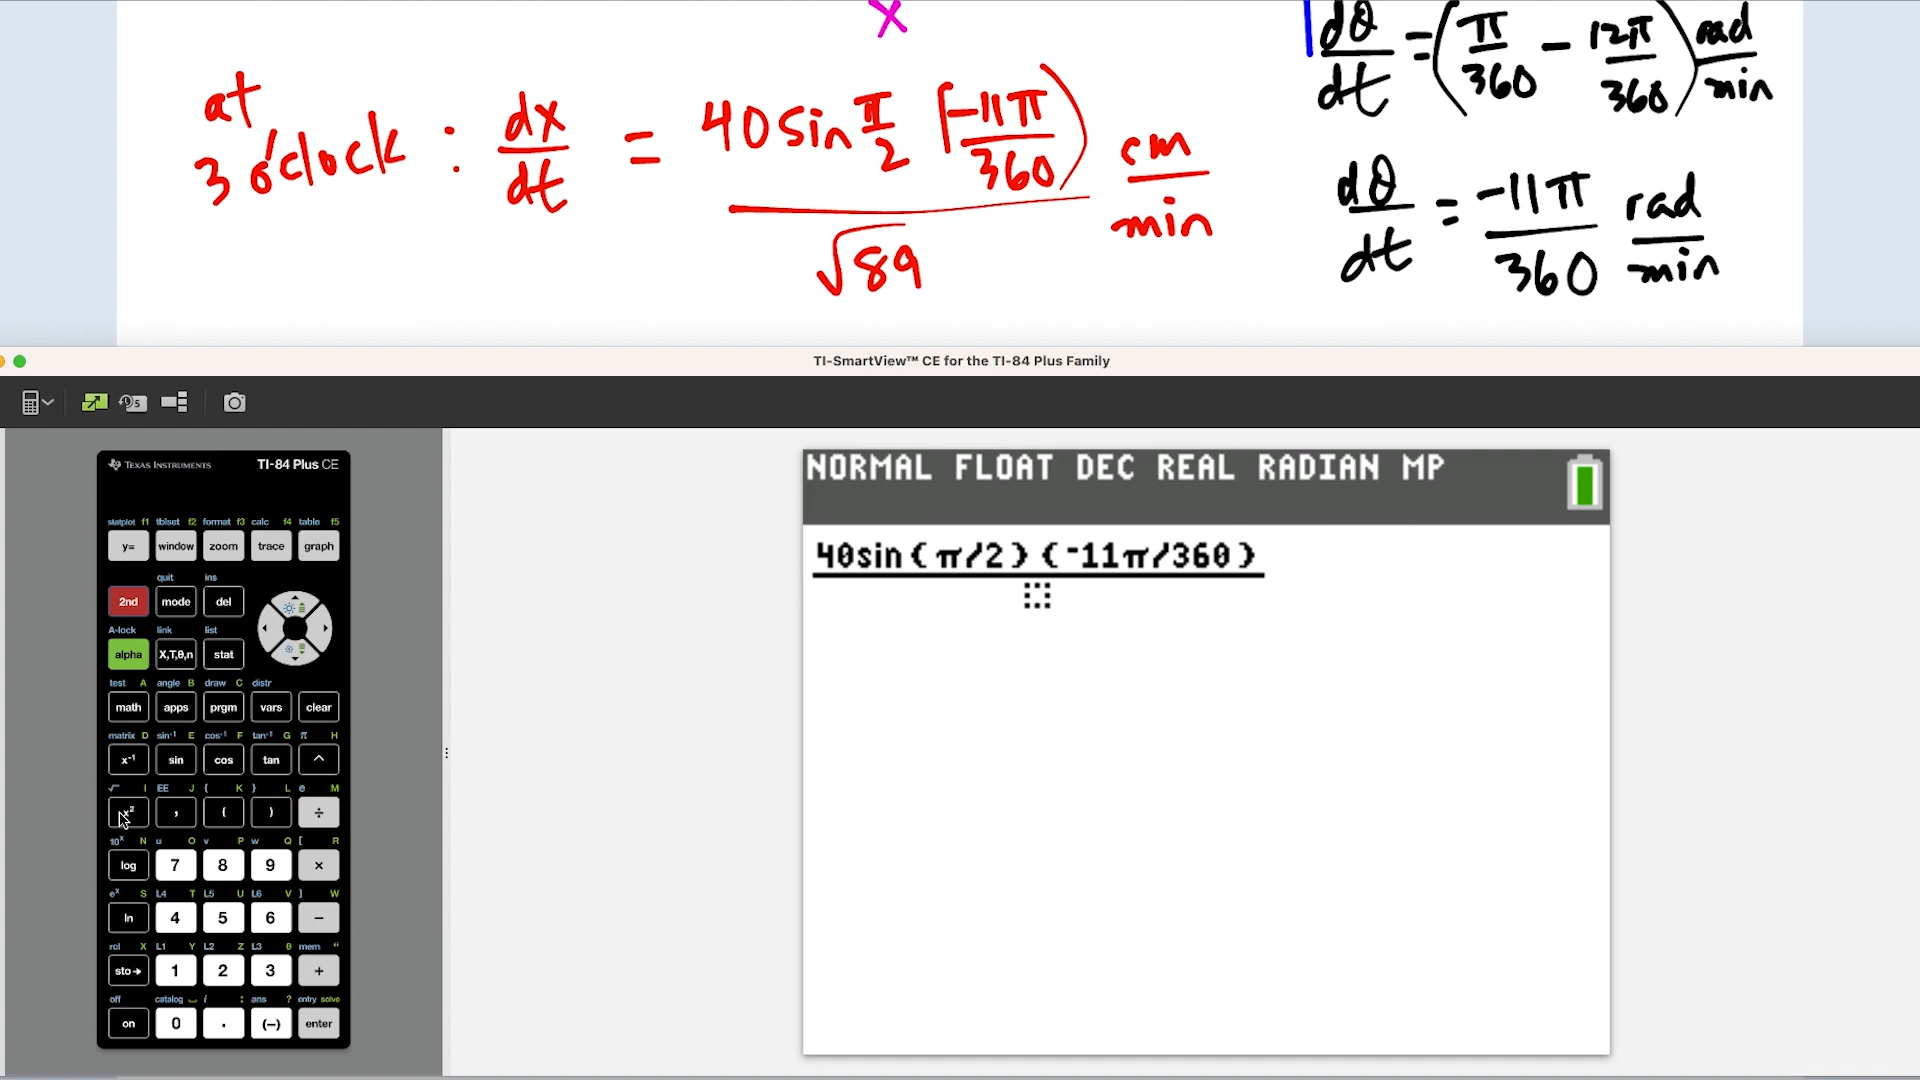 x
dθ/dt = (π/360 − 12π/360) rad/min
at 3 o'clock : dx/dt = 40 sin π/2 (-11π/360) / √89 cm/min
dθ/dt = -11π/360 rad/min
TI-SmartView™ CE for the TI-84 Plus Family
TEXAS INSTRUMENTS TI-84 Plus CE
statplot f1 tblset f2 format f3 calc f4 table f5
y= window zoom trace graph
quit ins
2nd mode del
A-lock link list
alpha X,T,θ,n stat
test A angle B draw C distr
math apps prgm vars clear
matrix D sin⁻¹ E cos⁻¹ F tan⁻¹ G π H
x⁻¹ sin cos tan ^
√ I EE J { K } L e M
x² , ( ) ÷
10ˣ N u O v P w Q [ R
log 7 8 9 ×
eˣ S L4 T L5 U L6 V ] W
ln 4 5 6 −
rcl X L1 Y L2 Z L3 θ mem "
sto→ 1 2 3 +
off catalog ⎵ i : ans ? entry solve
on 0 . (−) enter
NORMAL FLOAT DEC REAL RADIAN MP
40sin(π/2)(⁻11π/360)